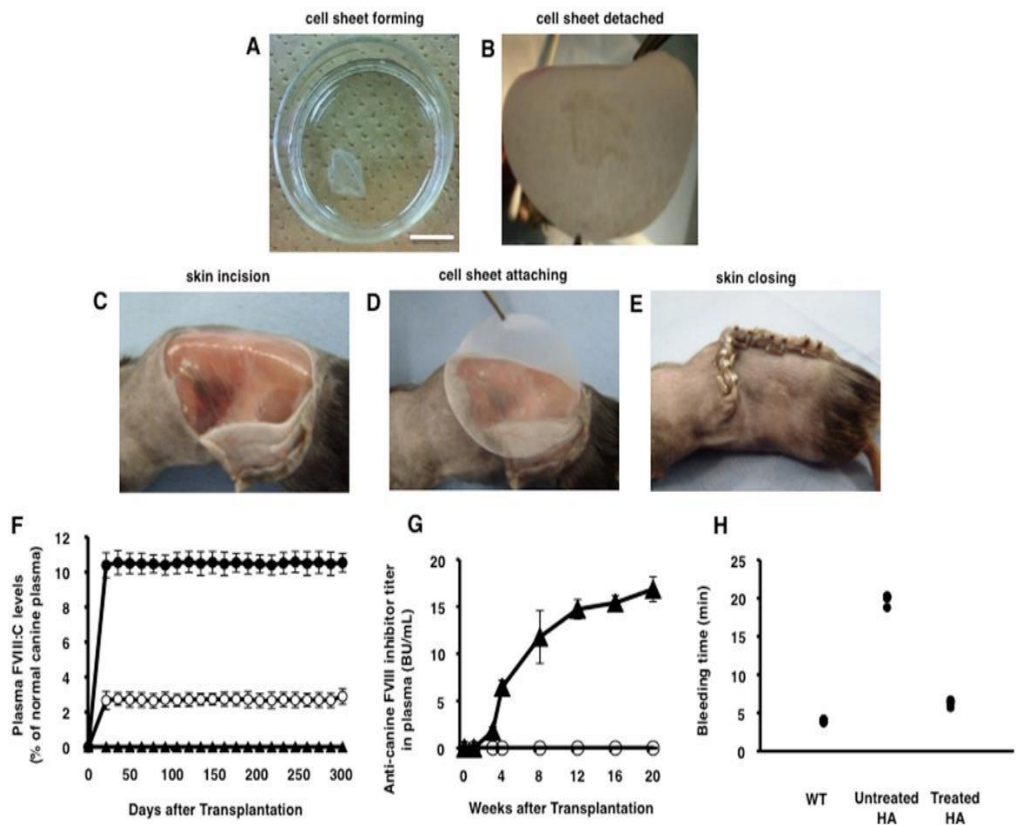 cell sheet forming
cell sheet detached
A
B
skin incision
cell sheet attaching
skin closing
C
D
E
F
G
H
Plasma FVIII:C levels
(% of normal canine plasma)
12
10
8
6
4
2
0
0 50 100 150 200 250 300
Days after Transplantation
Anti-canine FVIII inhibitor titer
in plasma (BU/mL)
20
15
10
5
0
0 4 8 12 16 20
Weeks after Transplantation
Bleeding time (min)
25
20
15
10
5
0
WT
Untreated
HA
Treated
HA